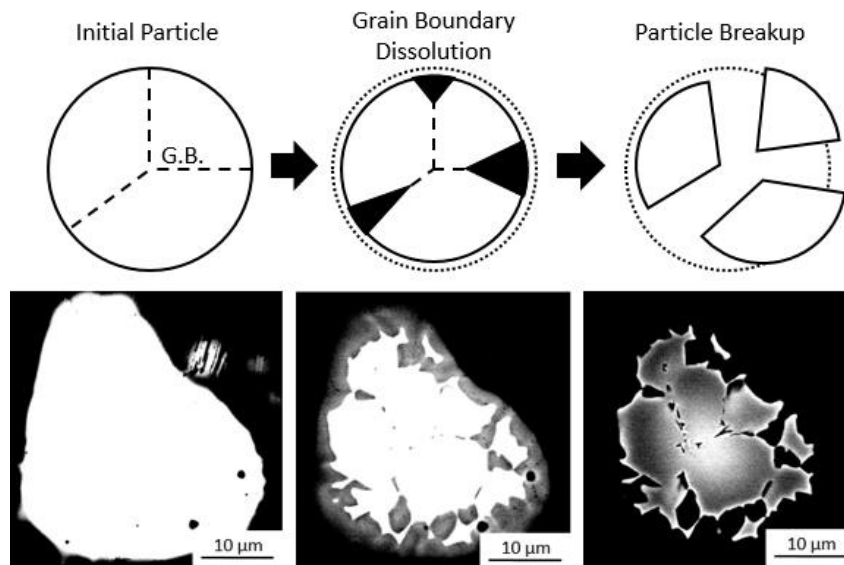 Initial Particle
Grain Boundary
Dissolution
Particle Breakup
G.B.
10 μm
10 μm
10 μm